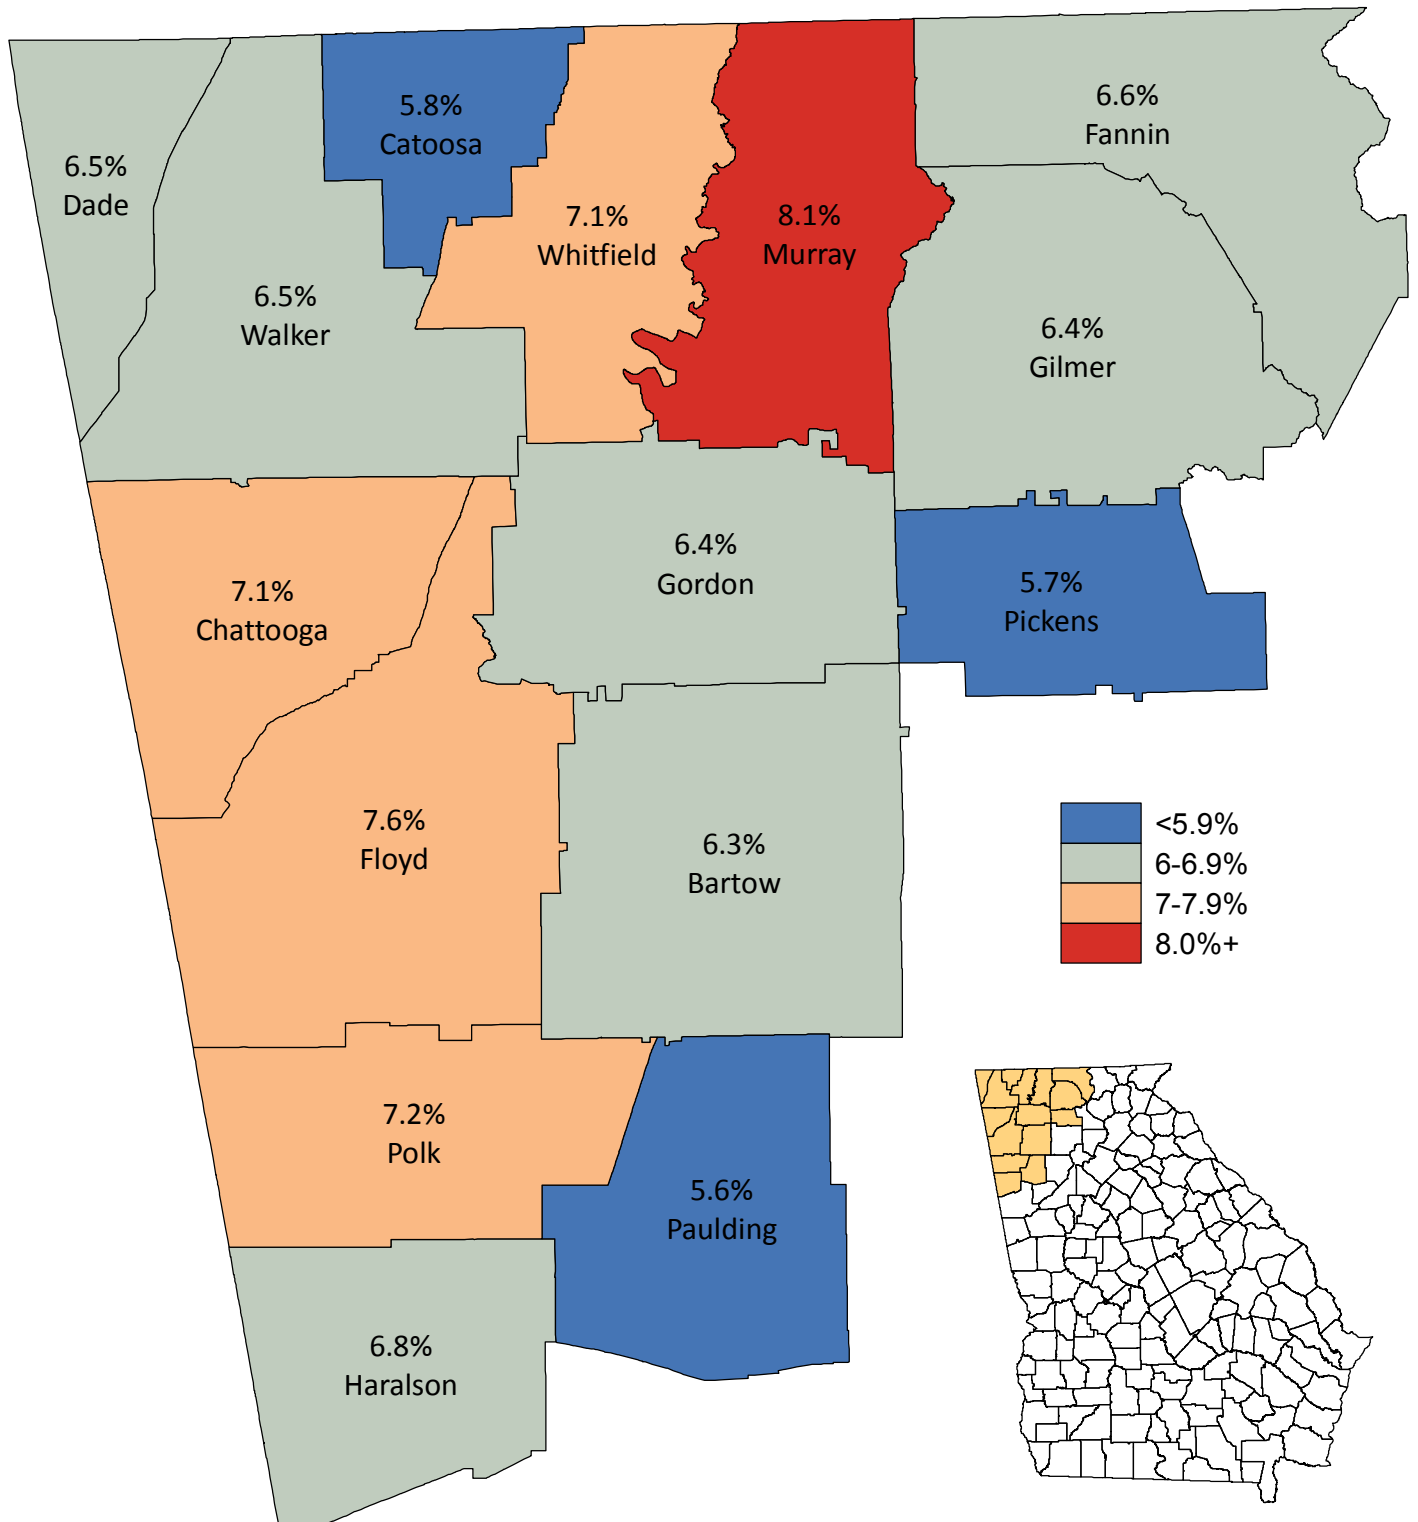 5.8%
Catoosa
6.6%
Fannin
6.5%
Dade
7.1%
Whitfield
8.1%
Murray
6.5%
Walker
6.4%
Gilmer
6.4%
Gordon
7.1%
Chattooga
5.7%
Pickens
7.6%
Floyd
6.3%
Bartow
<5.9%
6-6.9%
7-7.9%
8.0%+
7.2%
Polk
5.6%
Paulding
6.8%
Haralson